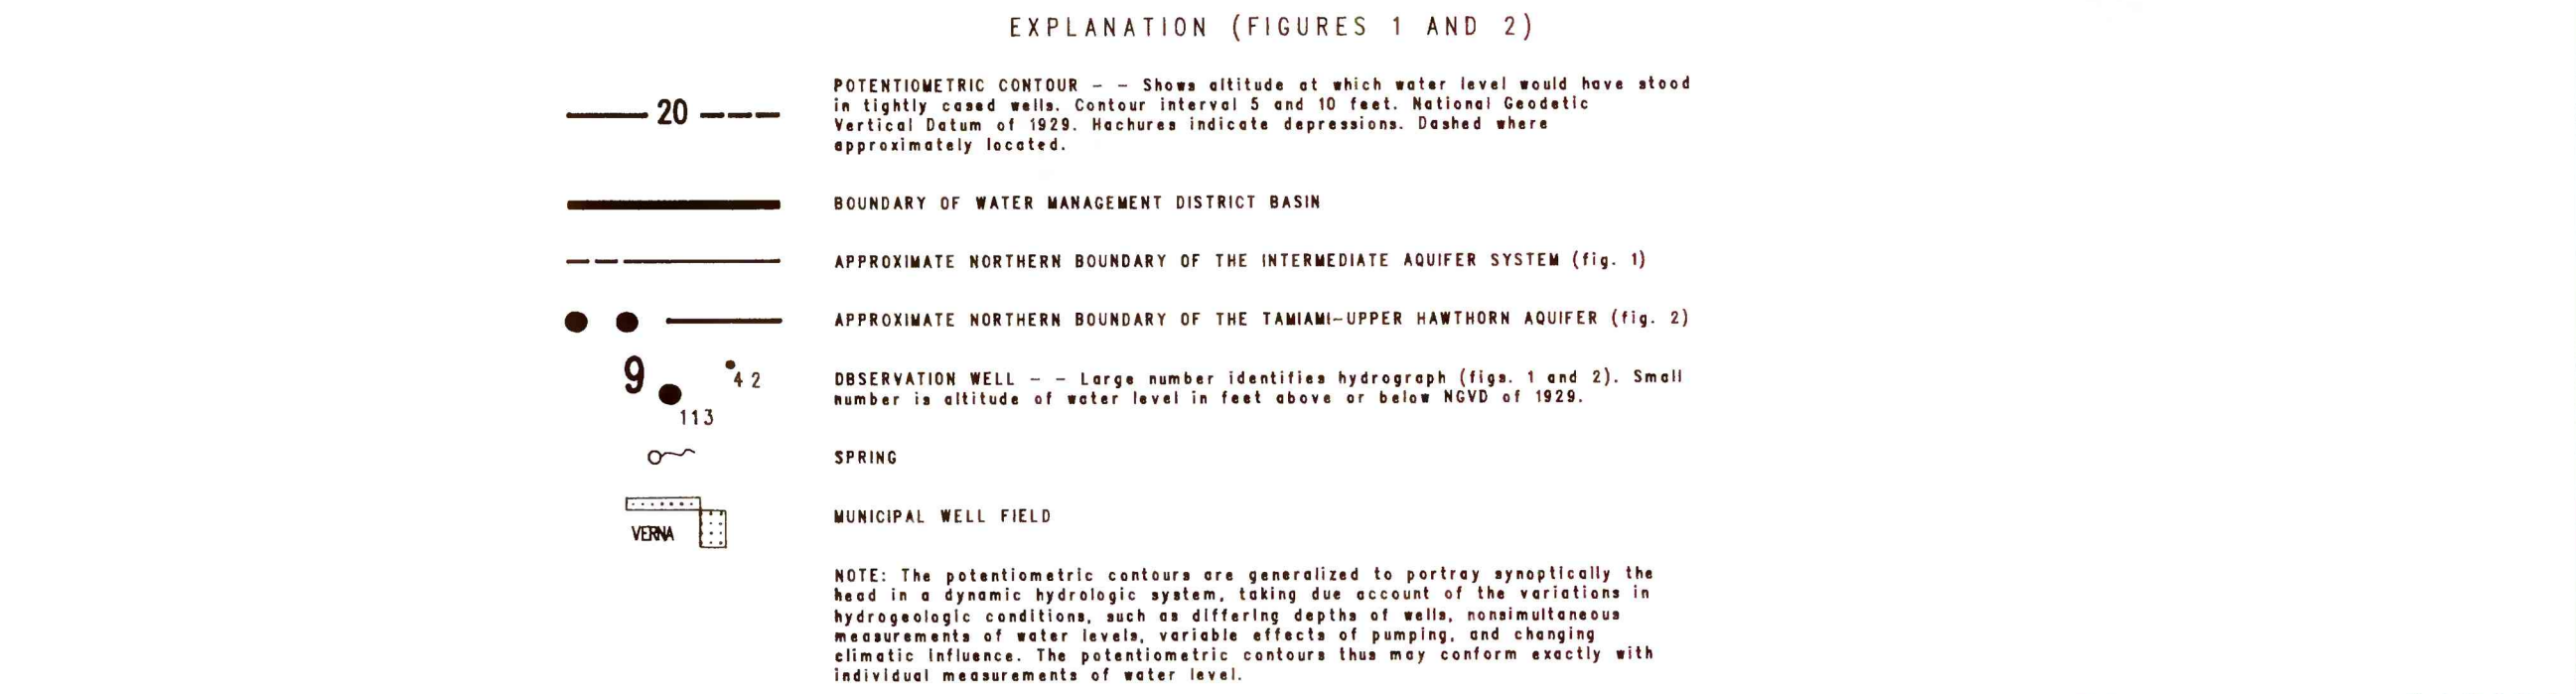 EXPLANATION (FIGURES 1 AND 2)
20
POTENTIOMETRIC CONTOUR - - Shows altitude at which water level would have stood
in tightly cased wells. Contour interval 5 and 10 feet. National Geodetic
Vertical Datum of 1929. Hachures indicate depressions. Dashed where
approximately located.
BOUNDARY OF WATER MANAGEMENT DISTRICT BASIN
APPROXIMATE NORTHERN BOUNDARY OF THE INTERMEDIATE AQUIFER SYSTEM (fig. 1)
APPROXIMATE NORTHERN BOUNDARY OF THE TAMIAMI-UPPER HAWTHORN AQUIFER (fig. 2)
9
42
113
OBSERVATION WELL - - Large number identifies hydrograph (figs. 1 and 2). Small
number is altitude of water level in feet above or below NGVD of 1929.
SPRING
VERNA
MUNICIPAL WELL FIELD
NOTE: The potentiometric contours are generalized to portray synoptically the
head in a dynamic hydrologic system, taking due account of the variations in
hydrogeologic conditions, such as differing depths of wells, nonsimultaneous
measurements of water levels, variable effects of pumping, and changing
climatic influence. The potentiometric contours thus may conform exactly with
individual measurements of water level.